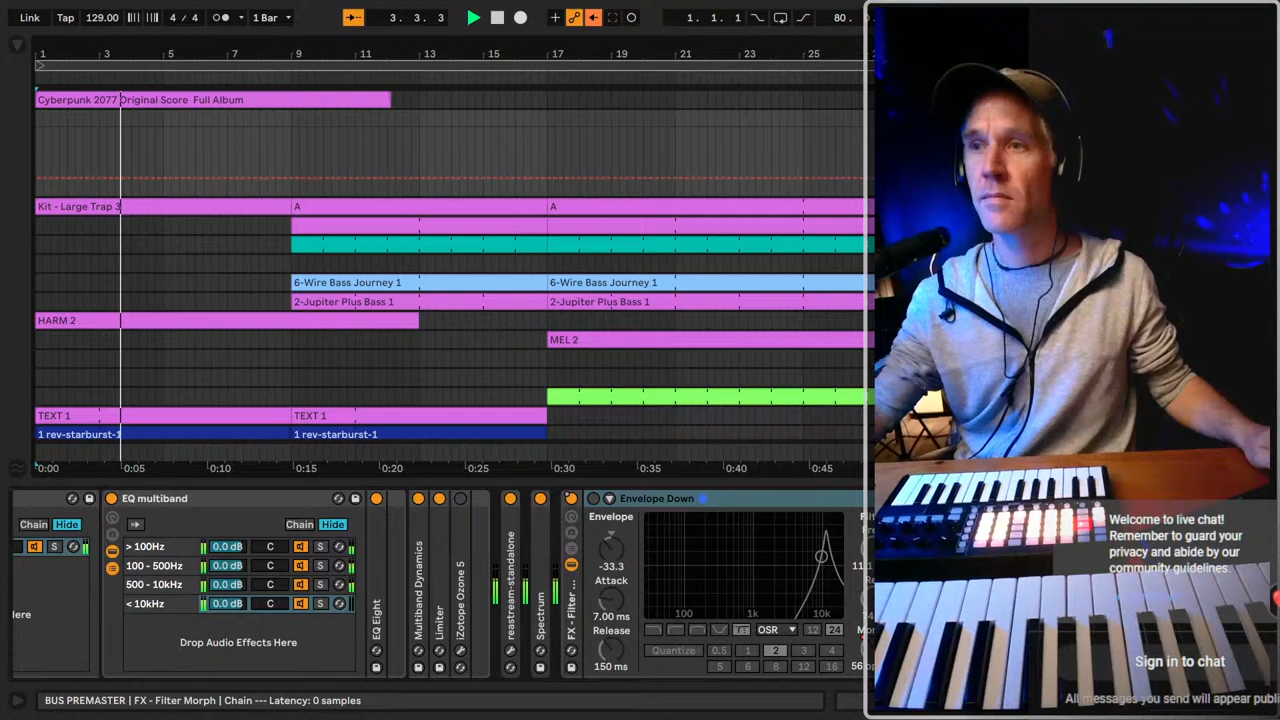 Link Tap 129.00 4 / 4 1 Bar 3. 3. 3 1. 1. 1 80.
1 3 5 7 9 11 13 15 17 19 21 23 25
Cyberpunk 2077 Original Score Full Album
Kit - Large Trap 3 A A
6-Wire Bass Journey 1 6-Wire Bass Journey 1
2-Jupiter Plus Bass 1 2-Jupiter Plus Bass 1
HARM 2
MEL 2
TEXT 1 TEXT 1
1 rev-starburst-1 1 rev-starburst-1
0:00 0:05 0:10 0:15 0:20 0:25 0:30 0:35 0:40 0:45
EQ multiband
Chain Hide
Chain Hide
S
> 100Hz 0.0 dB C S
100 - 500Hz 0.0 dB C S
500 - 10kHz 0.0 dB C S
< 10kHz 0.0 dB C S
ere
Drop Audio Effects Here
EQ Eight
Multiband Dynamics
Limiter
iZotope Ozone 5
reastream-standalone
Spectrum
FX - Filter ...
Envelope Down
Envelope
-33.3
Attack
7.00 ms
Release
150 ms
100 1k 10k
OSR 12 24
Quantize 0.5 1 2 3 4
5 6 8 12 16
BUS PREMASTER | FX - Filter Morph | Chain --- Latency: 0 samples
Welcome to live chat!
Remember to guard your
privacy and abide by our
community guidelines.
Sign in to chat
All messages you send will appear publi